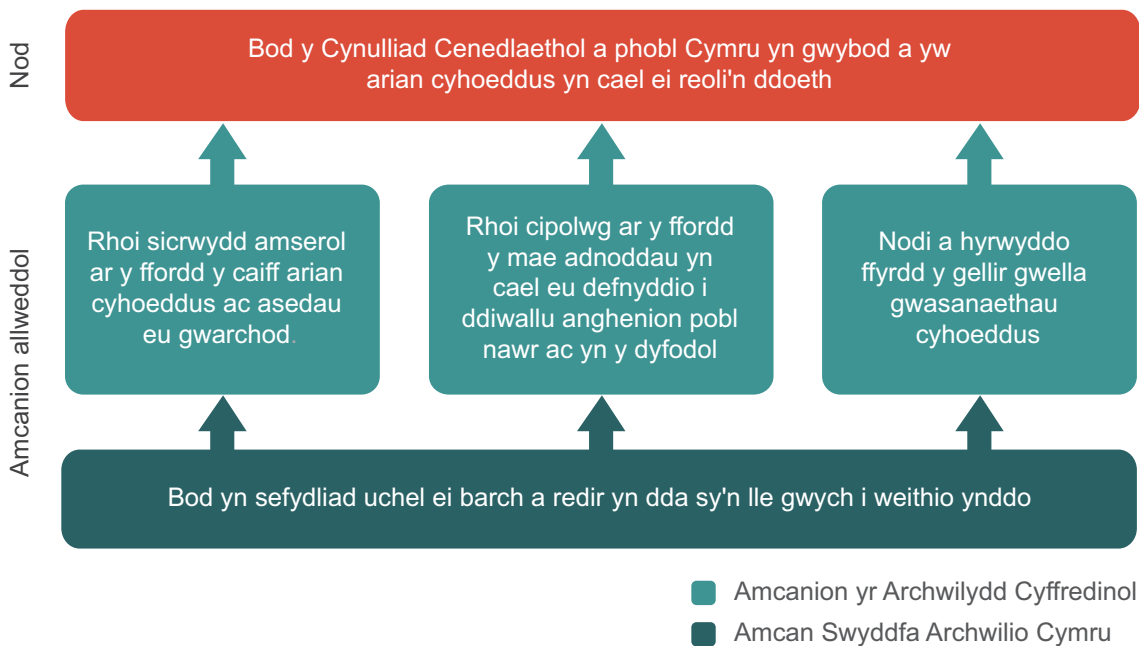 Nod
Bod y Cynulliad Cenedlaethol a phobl Cymru yn gwybod a yw
arian cyhoeddus yn cael ei reoli'n ddoeth
Amcanion allweddol
Rhoi sicrwydd amserol
ar y ffordd y caiff arian
cyhoeddus ac asedau
eu gwarchod.
Rhoi cipolwg ar y ffordd
y mae adnoddau yn
cael eu defnyddio i
ddiwallu anghenion pobl
nawr ac yn y dyfodol
Nodi a hyrwyddo
ffyrdd y gellir gwella
gwasanaethau
cyhoeddus
Bod yn sefydliad uchel ei barch a redir yn dda sy'n lle gwych i weithio ynddo
Amcanion yr Archwilydd Cyffredinol
Amcan Swyddfa Archwilio Cymru